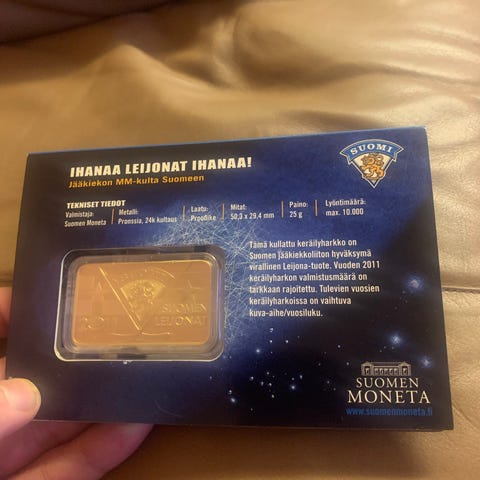 SUOMI
IHANAA LEIJONAT IHANAA!
Jääkiekon MM-kulta Suomeen
TEKNISET TIEDOT
Valmistaja:
Suomen Moneta
Metalli:
Pronssia, 24k kultaus
Laatu:
Prooflike
Mitat:
50,3 x 29,4 mm
Paino:
25 g
Lyöntimäärä:
max. 10.000
Tämä kullattu keräilyharkko on
Suomen Jääkiekkoliiton hyväksymä
virallinen Leijona-tuote. Vuoden 2011
keräilyharkon valmistusmäärä on
tarkkaan rajoitettu. Tulevien vuosien
keräilyharkoissa on vaihtuva
kuva-aihe/vuosiluku.
SUOMEN
LEIJONAT
SUOMEN
MONETA
www.suomenmoneta.fi